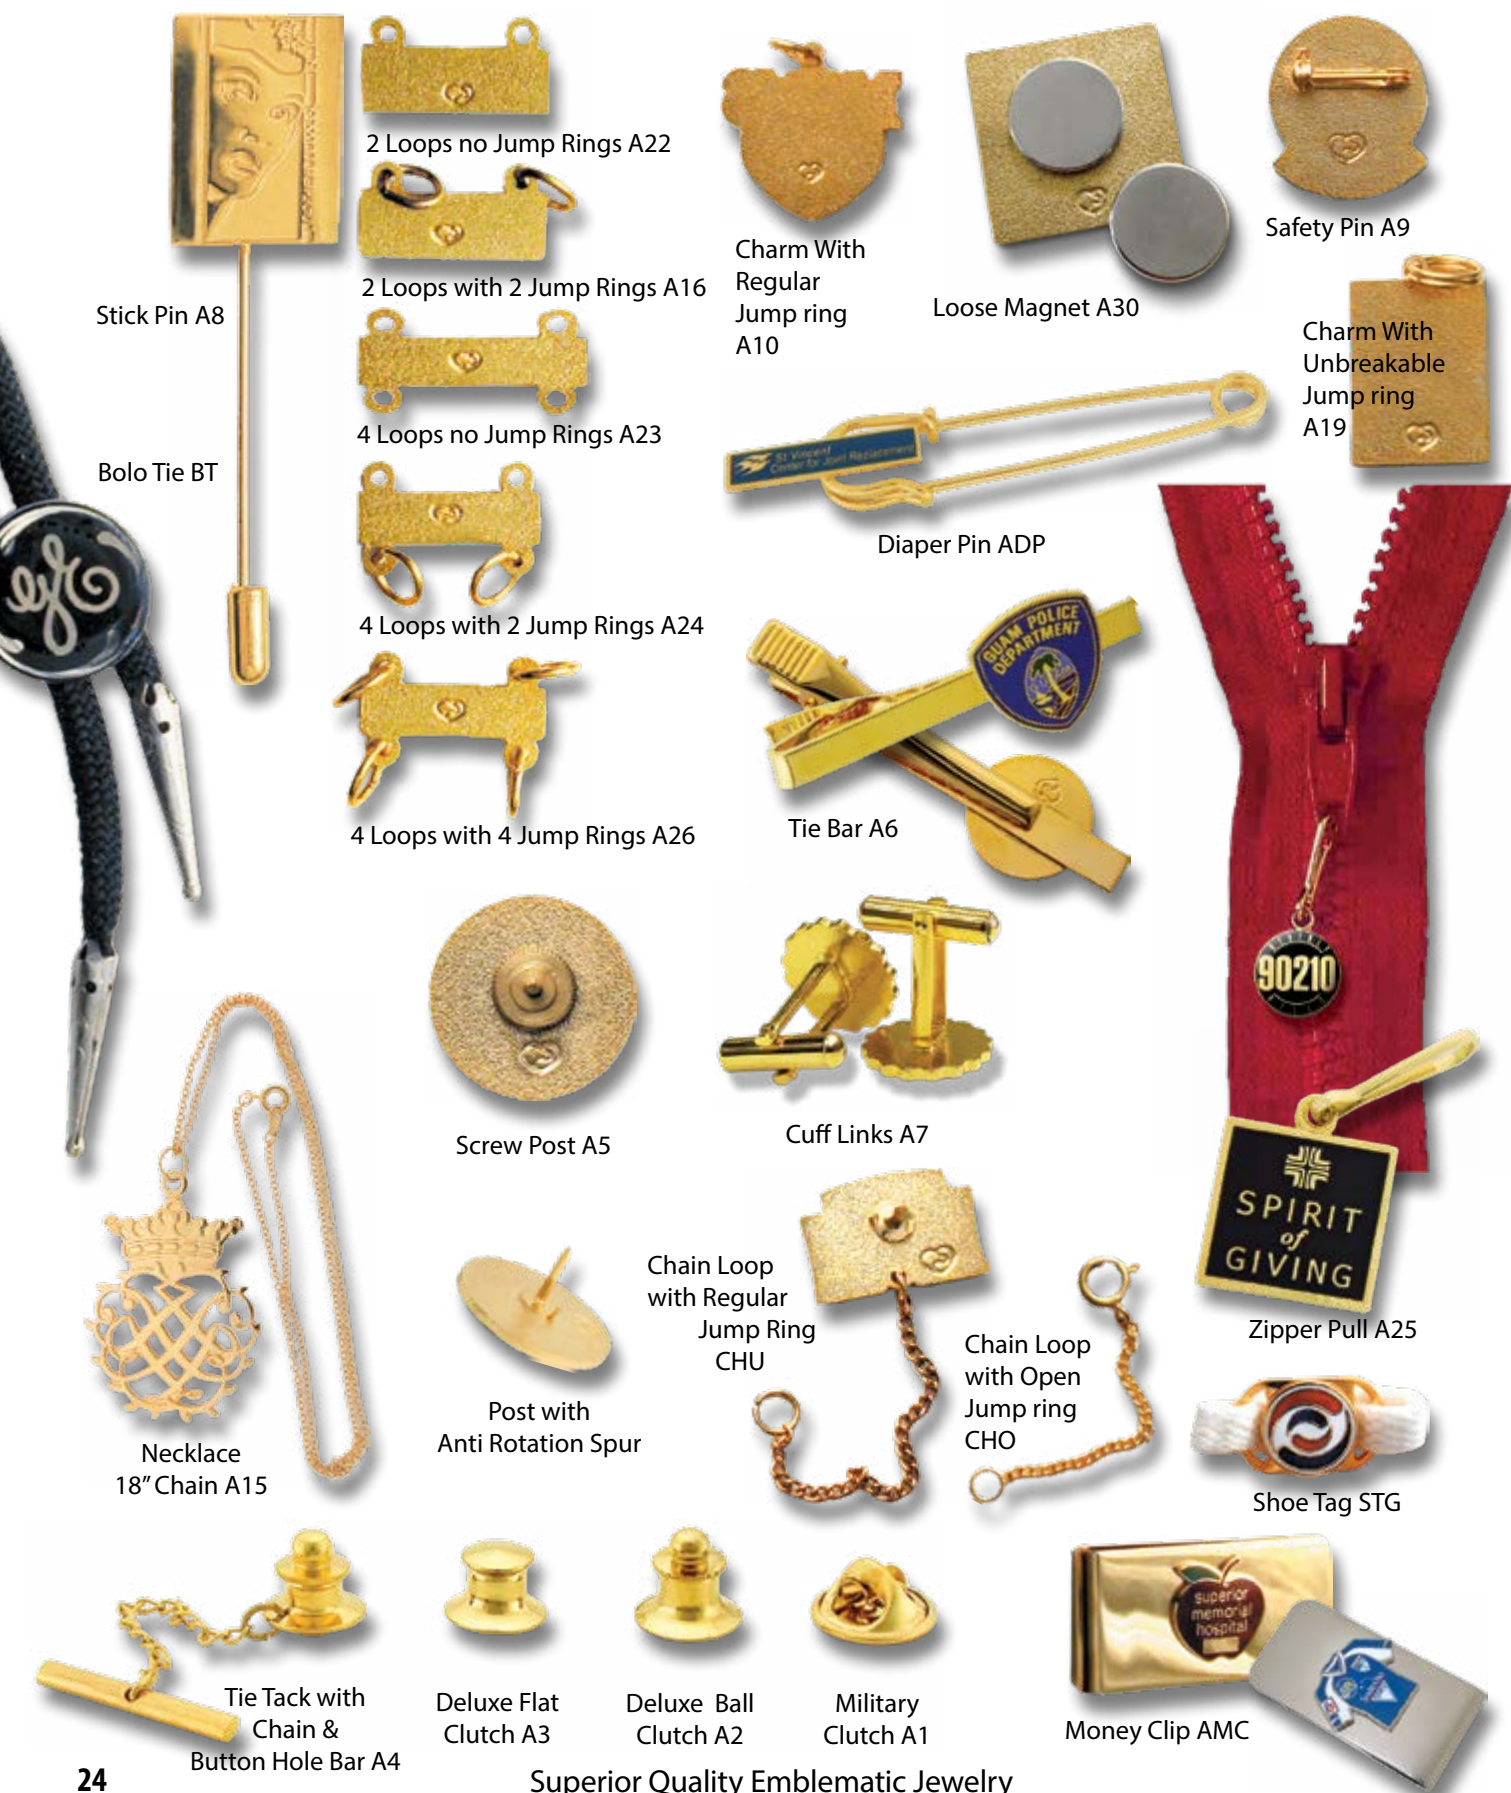 2 Loops no Jump Rings A22
2 Loops with 2 Jump Rings A16
Stick Pin A8
4 Loops no Jump Rings A23
Bolo Tie BT
4 Loops with 2 Jump Rings A24
4 Loops with 4 Jump Rings A26
Charm With
Regular
Jump ring
A10
Loose Magnet A30
Safety Pin A9
Charm With
Unbreakable
Jump ring
A19
St Vincent
Center for Joint Replacement
Diaper Pin ADP
GUAM POLICE
DEPARTMENT
Tie Bar A6
90210
Screw Post A5
Cuff Links A7
SPIRIT
of
GIVING
Zipper Pull A25
Necklace
18” Chain A15
Post with
Anti Rotation Spur
Chain Loop
with Regular
Jump Ring
CHU
Chain Loop
with Open
Jump ring
CHO
Shoe Tag STG
Tie Tack with
Chain &
Button Hole Bar A4
Deluxe Flat
Clutch A3
Deluxe Ball
Clutch A2
Military
Clutch A1
superior
memorial
hospital
Money Clip AMC
24
Superior Quality Emblematic Jewelry